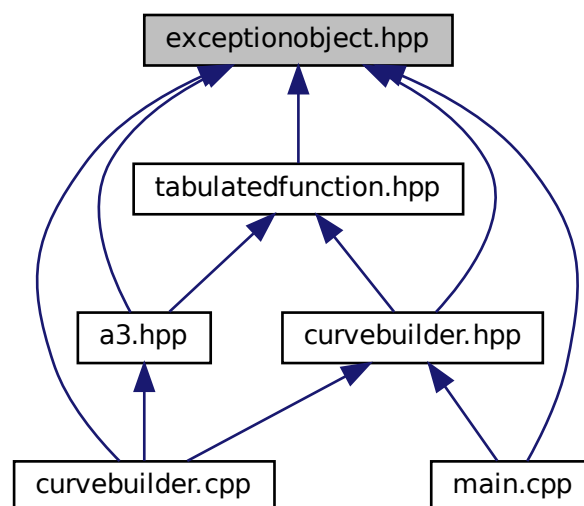 exceptionobject.hpp
tabulatedfunction.hpp
a3.hpp
curvebuilder.hpp
curvebuilder.cpp
main.cpp